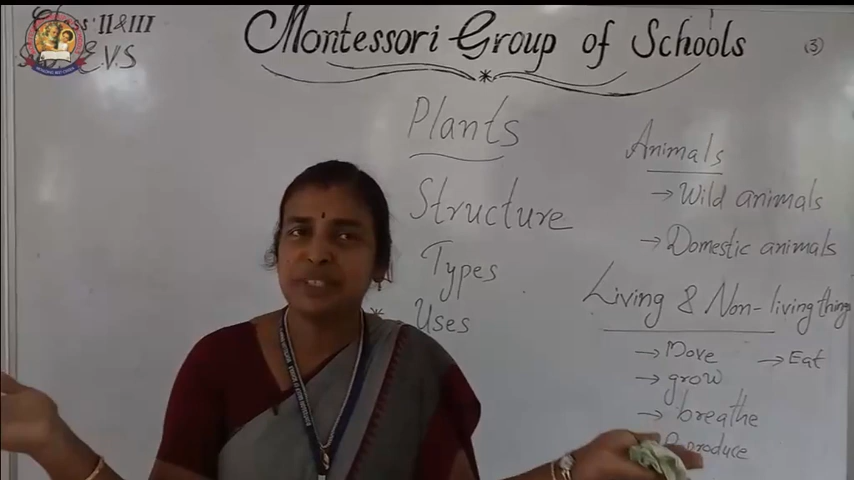 Class: II & III
E.V.S
Montessori Group of Schools
3
Plants
Structure
Types
Uses
Animals
→ Wild animals
→ Domestic animals
Living & Non-living things
→ Move
→ Eat
→ grow
→ breathe
Reproduce